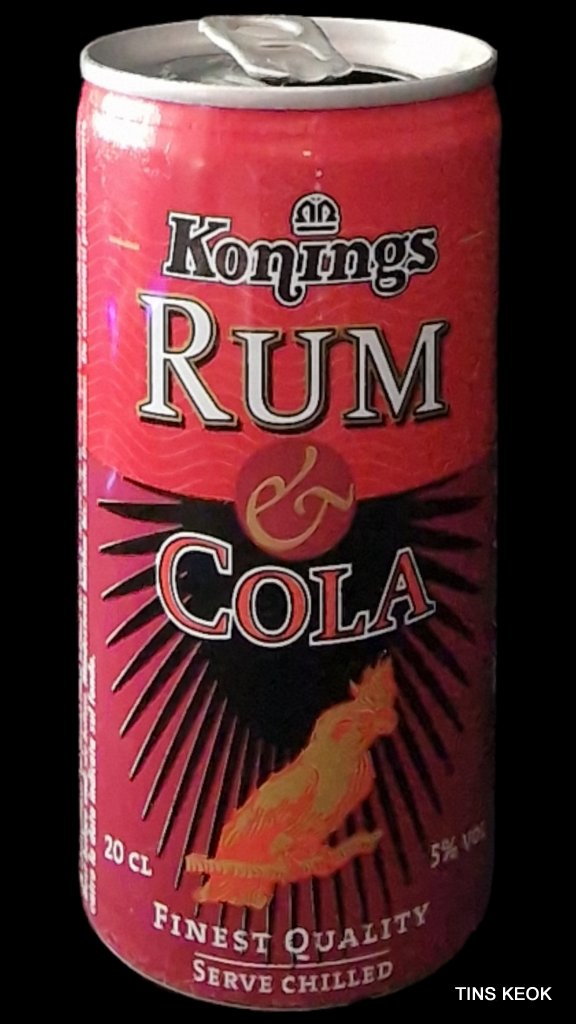 Konings
RUM
&
COLA
20 CL
5% VOL
FINEST QUALITY
SERVE CHILLED
TINS KEOK